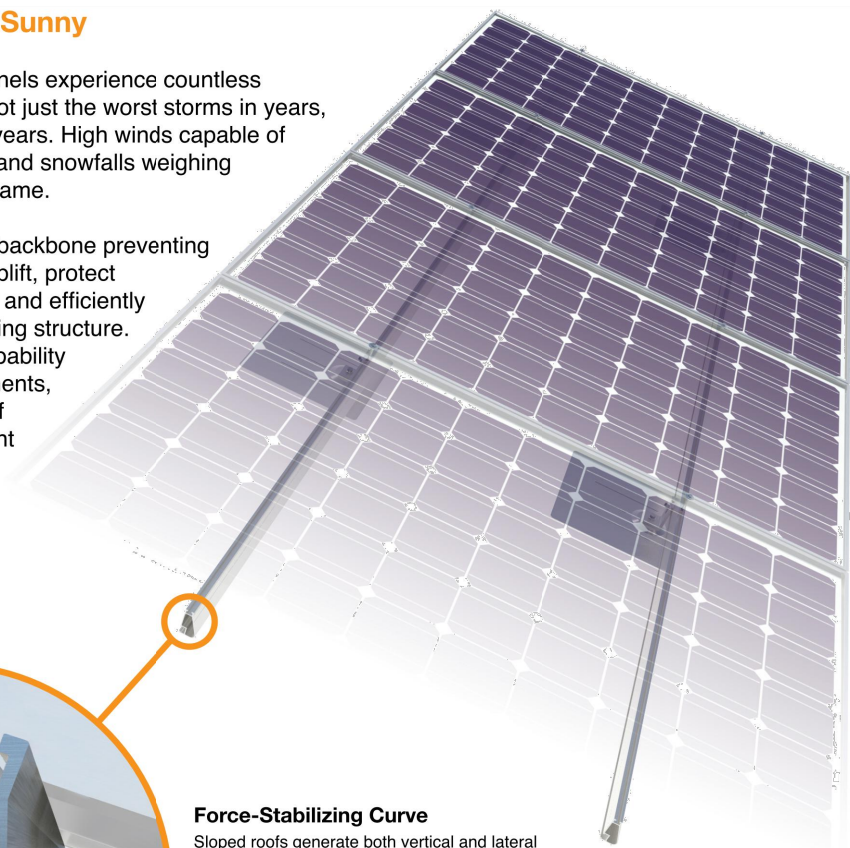 Sunny
nels experience countless
ot just the worst storms in years,
years. High winds capable of
and snowfalls weighing
ame.
backbone preventing
plift, protect
and efficiently
ing structure.
pability
nents,
f
nt
Force-Stabilizing Curve
Sloped roofs generate both vertical and lateral